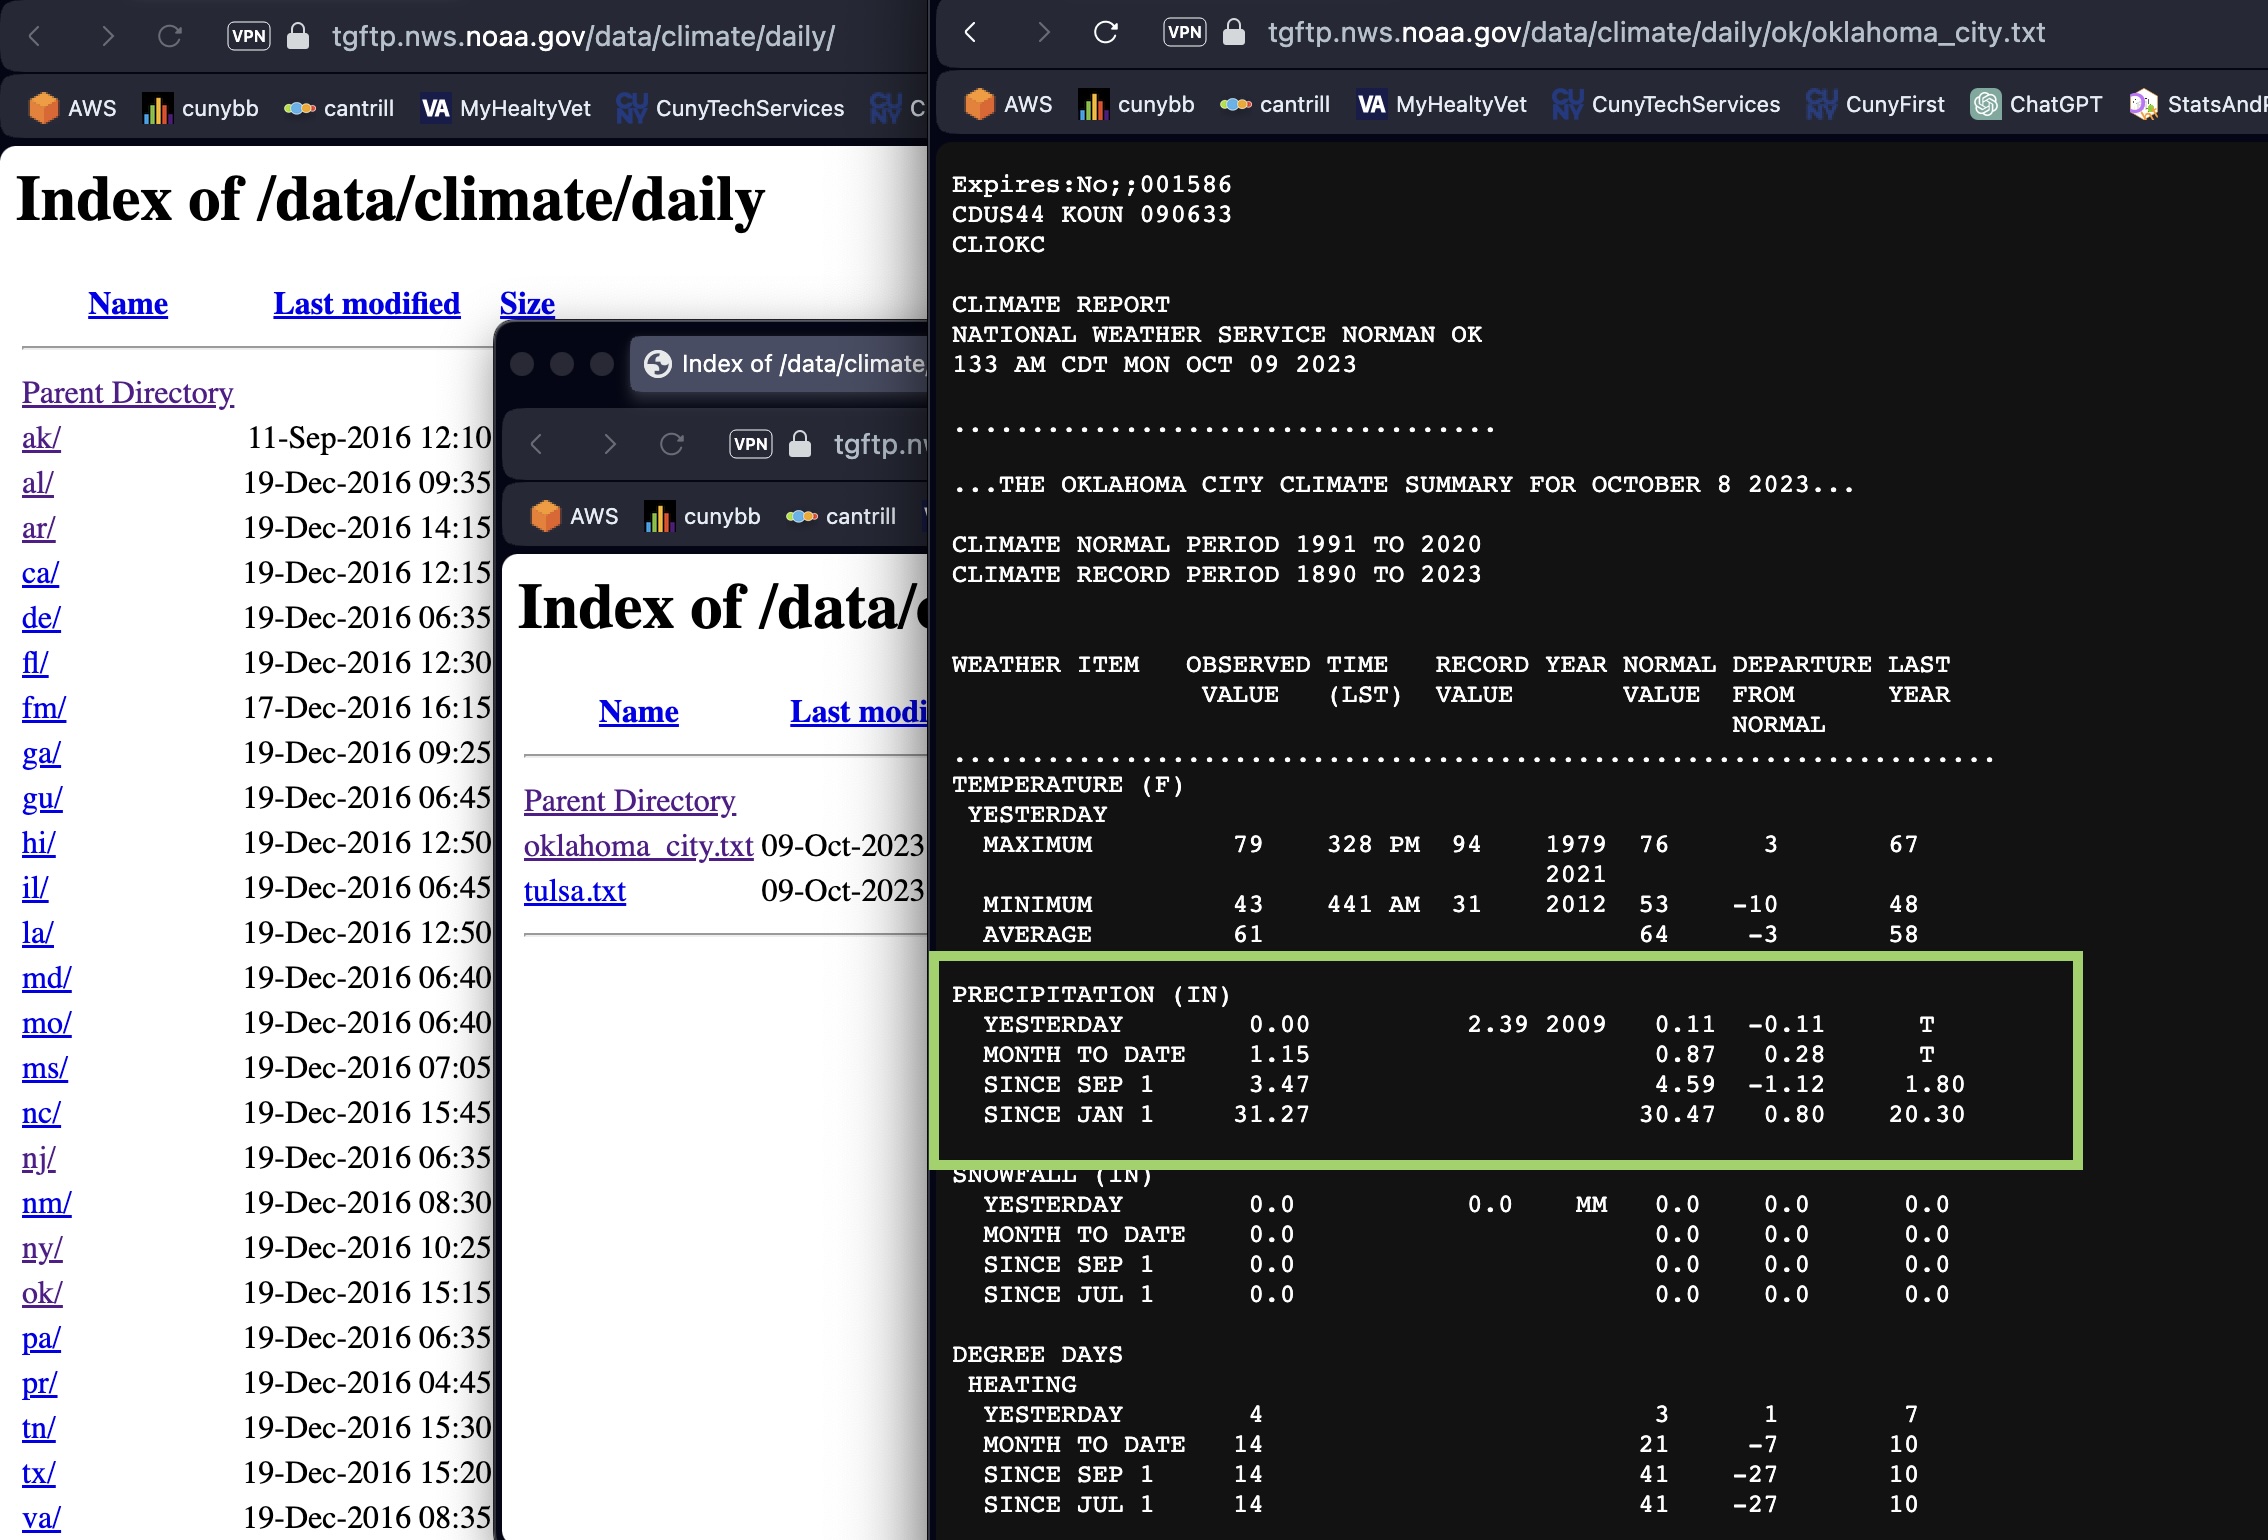 tgftp.nws.noaa.gov/data/climate/daily/
VPN
AWS cunybb cantrill MyHealtyVet CunyTechServices C
Index of /data/climate/daily
Name Last modified Size
Parent Directory
ak/ 11-Sep-2016 12:10
al/ 19-Dec-2016 09:35
ar/ 19-Dec-2016 14:15
ca/ 19-Dec-2016 12:15
de/ 19-Dec-2016 06:35
fl/ 19-Dec-2016 12:30
fm/ 17-Dec-2016 16:15
ga/ 19-Dec-2016 09:25
gu/ 19-Dec-2016 06:45
hi/ 19-Dec-2016 12:50
il/ 19-Dec-2016 06:45
la/ 19-Dec-2016 12:50
md/ 19-Dec-2016 06:40
mo/ 19-Dec-2016 06:40
ms/ 19-Dec-2016 07:05
nc/ 19-Dec-2016 15:45
nj/ 19-Dec-2016 06:35
nm/ 19-Dec-2016 08:30
ny/ 19-Dec-2016 10:25
ok/ 19-Dec-2016 15:15
pa/ 19-Dec-2016 06:35
pr/ 19-Dec-2016 04:45
tn/ 19-Dec-2016 15:30
tx/ 19-Dec-2016 15:20
va/ 19-Dec-2016 08:35
Index of /data/climate/
VPN tgftp.nw
AWS cunybb cantrill
Index of /data/c
Name Last modi
Parent Directory
oklahoma_city.txt 09-Oct-2023
tulsa.txt 09-Oct-2023
VPN tgftp.nws.noaa.gov/data/climate/daily/ok/oklahoma_city.txt
AWS cunybb cantrill VA MyHealtyVet CunyTechServices CunyFirst ChatGPT StatsAndP
Expires:No;;001586
CDUS44 KOUN 090633
CLIOKC
CLIMATE REPORT
NATIONAL WEATHER SERVICE NORMAN OK
133 AM CDT MON OCT 09 2023
...................................
...THE OKLAHOMA CITY CLIMATE SUMMARY FOR OCTOBER 8 2023...
CLIMATE NORMAL PERIOD 1991 TO 2020
CLIMATE RECORD PERIOD 1890 TO 2023
WEATHER ITEM OBSERVED TIME RECORD YEAR NORMAL DEPARTURE LAST
VALUE (LST) VALUE VALUE FROM YEAR
NORMAL
...................................................................
TEMPERATURE (F)
YESTERDAY
MAXIMUM 79 328 PM 94 1979 76 3 67
2021
MINIMUM 43 441 AM 31 2012 53 -10 48
AVERAGE 61 64 -3 58
PRECIPITATION (IN)
YESTERDAY 0.00 2.39 2009 0.11 -0.11 T
MONTH TO DATE 1.15 0.87 0.28 T
SINCE SEP 1 3.47 4.59 -1.12 1.80
SINCE JAN 1 31.27 30.47 0.80 20.30
SNOWFALL (IN)
YESTERDAY 0.0 0.0 MM 0.0 0.0 0.0
MONTH TO DATE 0.0 0.0 0.0 0.0
SINCE SEP 1 0.0 0.0 0.0 0.0
SINCE JUL 1 0.0 0.0 0.0 0.0
DEGREE DAYS
HEATING
YESTERDAY 4 3 1 7
MONTH TO DATE 14 21 -7 10
SINCE SEP 1 14 41 -27 10
SINCE JUL 1 14 41 -27 10